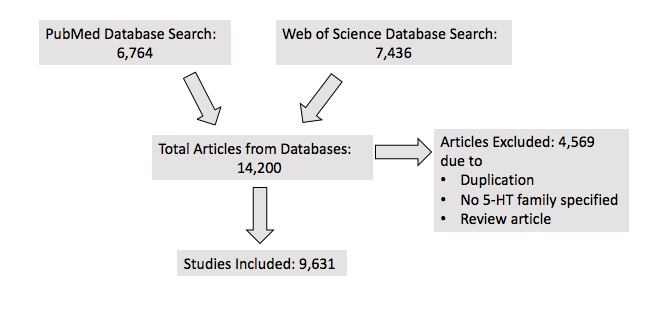 PubMed Database Search:
6,764
Web of Science Database Search:
7,436
Total Articles from Databases:
14,200
Articles Excluded: 4,569
due to
• Duplication
• No 5-HT family specified
• Review article
Studies Included: 9,631